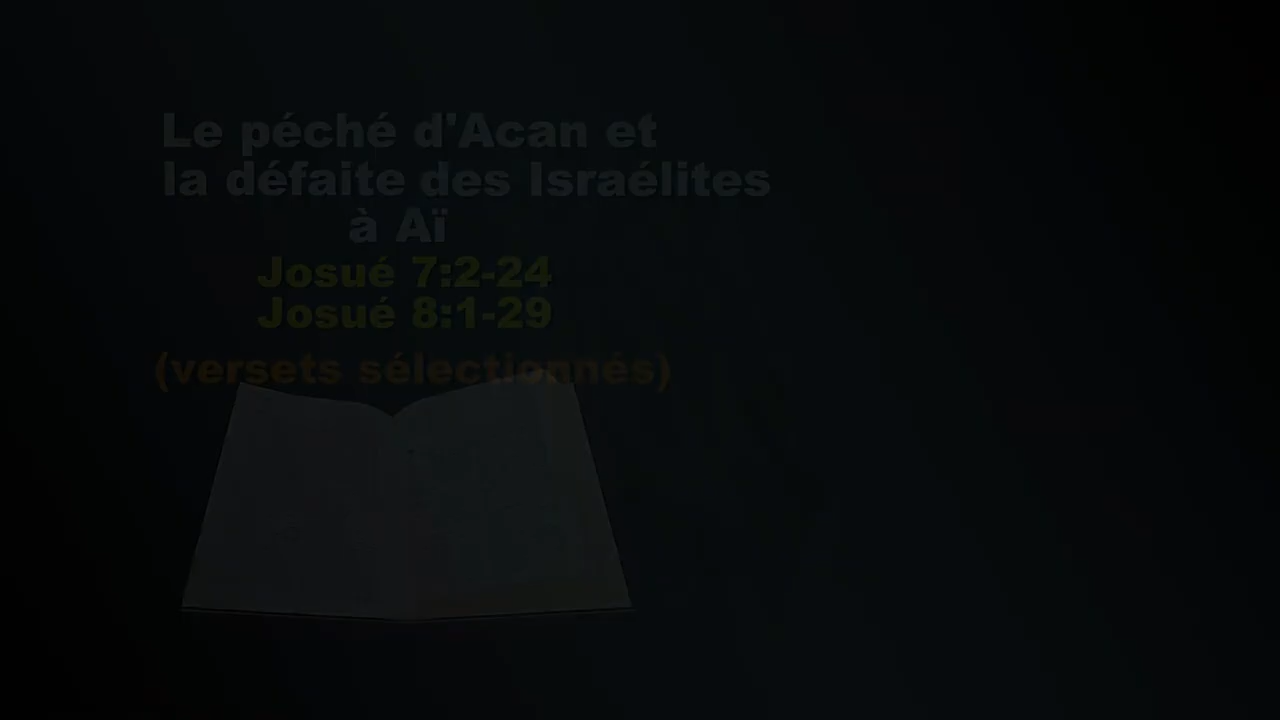 Le péché d'Acan et
la défaite des Israélites
à Aï
Josué 7:2-24
Josué 8:1-29
(versets sélectionnés)